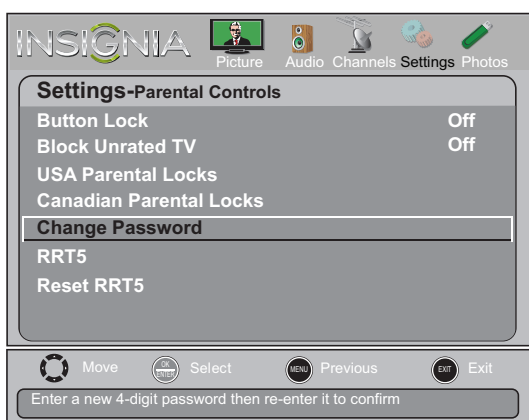 INSIGNIA
Picture Audio Channels Settings Photos
Settings-Parental Controls
Button Lock Off
Block Unrated TV Off
USA Parental Locks
Canadian Parental Locks
Change Password
RRT5
Reset RRT5
Move OK ENTER Select MENU Previous EXIT Exit
Enter a new 4-digit password then re-enter it to confirm